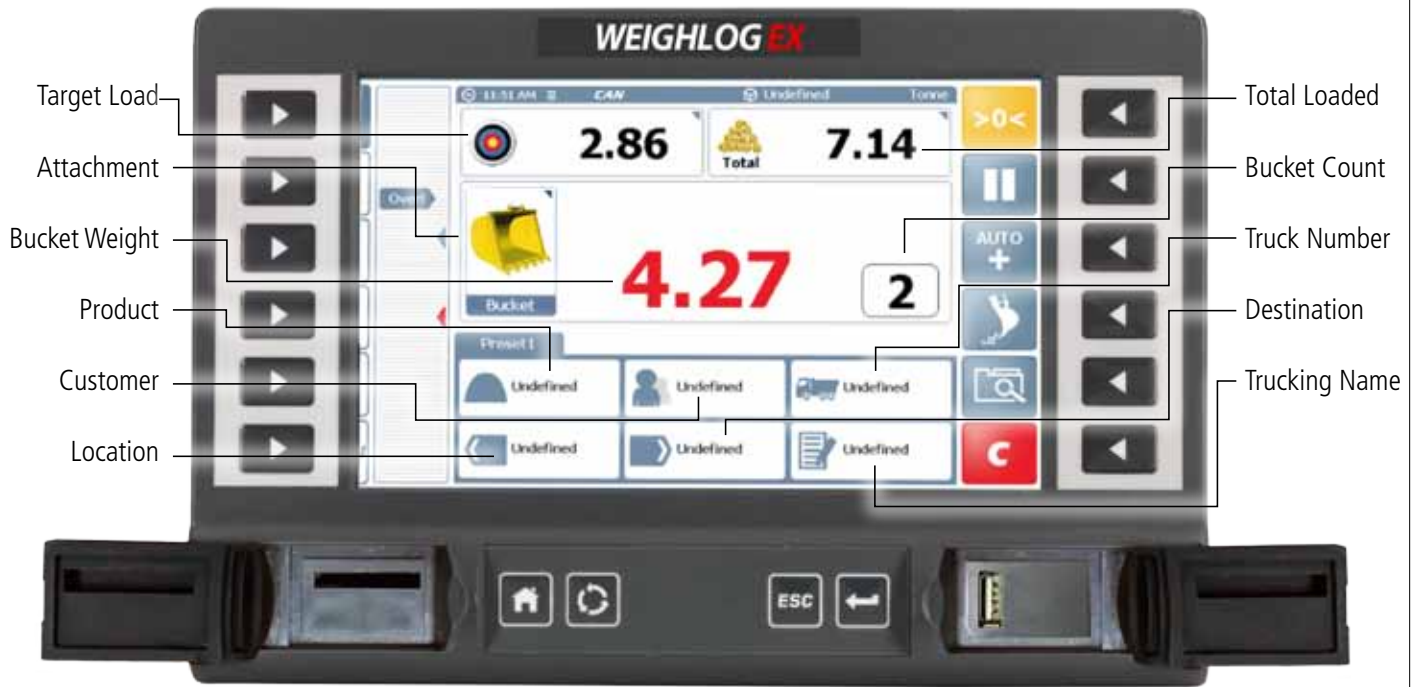 WEIGHLOG EX
Target Load
Attachment
Bucket Weight
Product
Customer
Location
11:51 AM
CAN
Undefined
Tonne
2.86
Total
7.14
Over
Bucket
4.27
2
Preset1
Undefined
Undefined
Undefined
Undefined
Undefined
Undefined
>0<
AUTO
+
C
Total Loaded
Bucket Count
Truck Number
Destination
Trucking Name
ESC